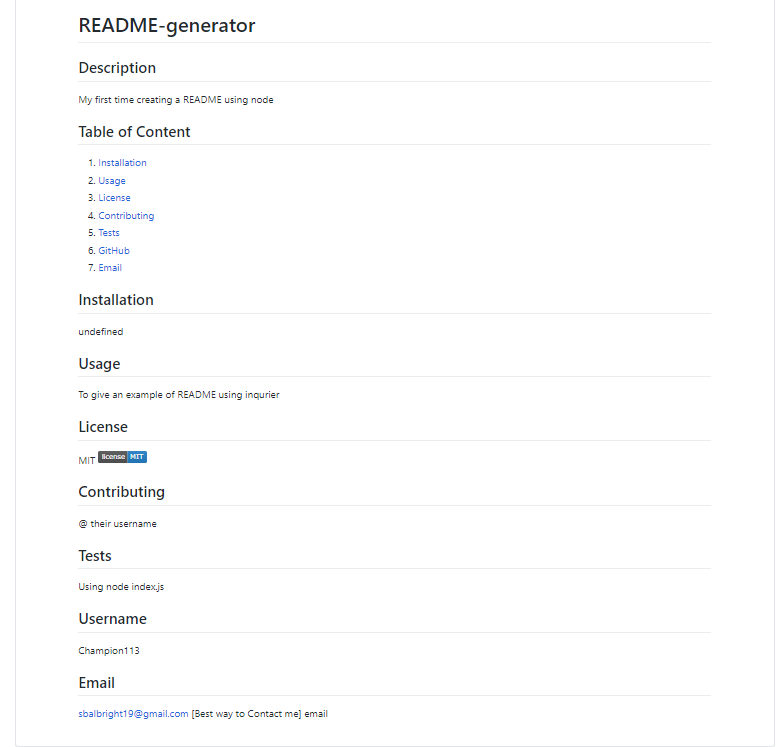 README-generator
Description
My first time creating a README using node
Table of Content
1. Installation
2. Usage
3. License
4. Contributing
5. Tests
6. GitHub
7. Email
Installation
undefined
Usage
To give an example of README using inqurier
License
MIT license MIT
Contributing
@ their username
Tests
Using node index.js
Username
Champion113
Email
sbalbright19@gmail.com [Best way to Contact me] email